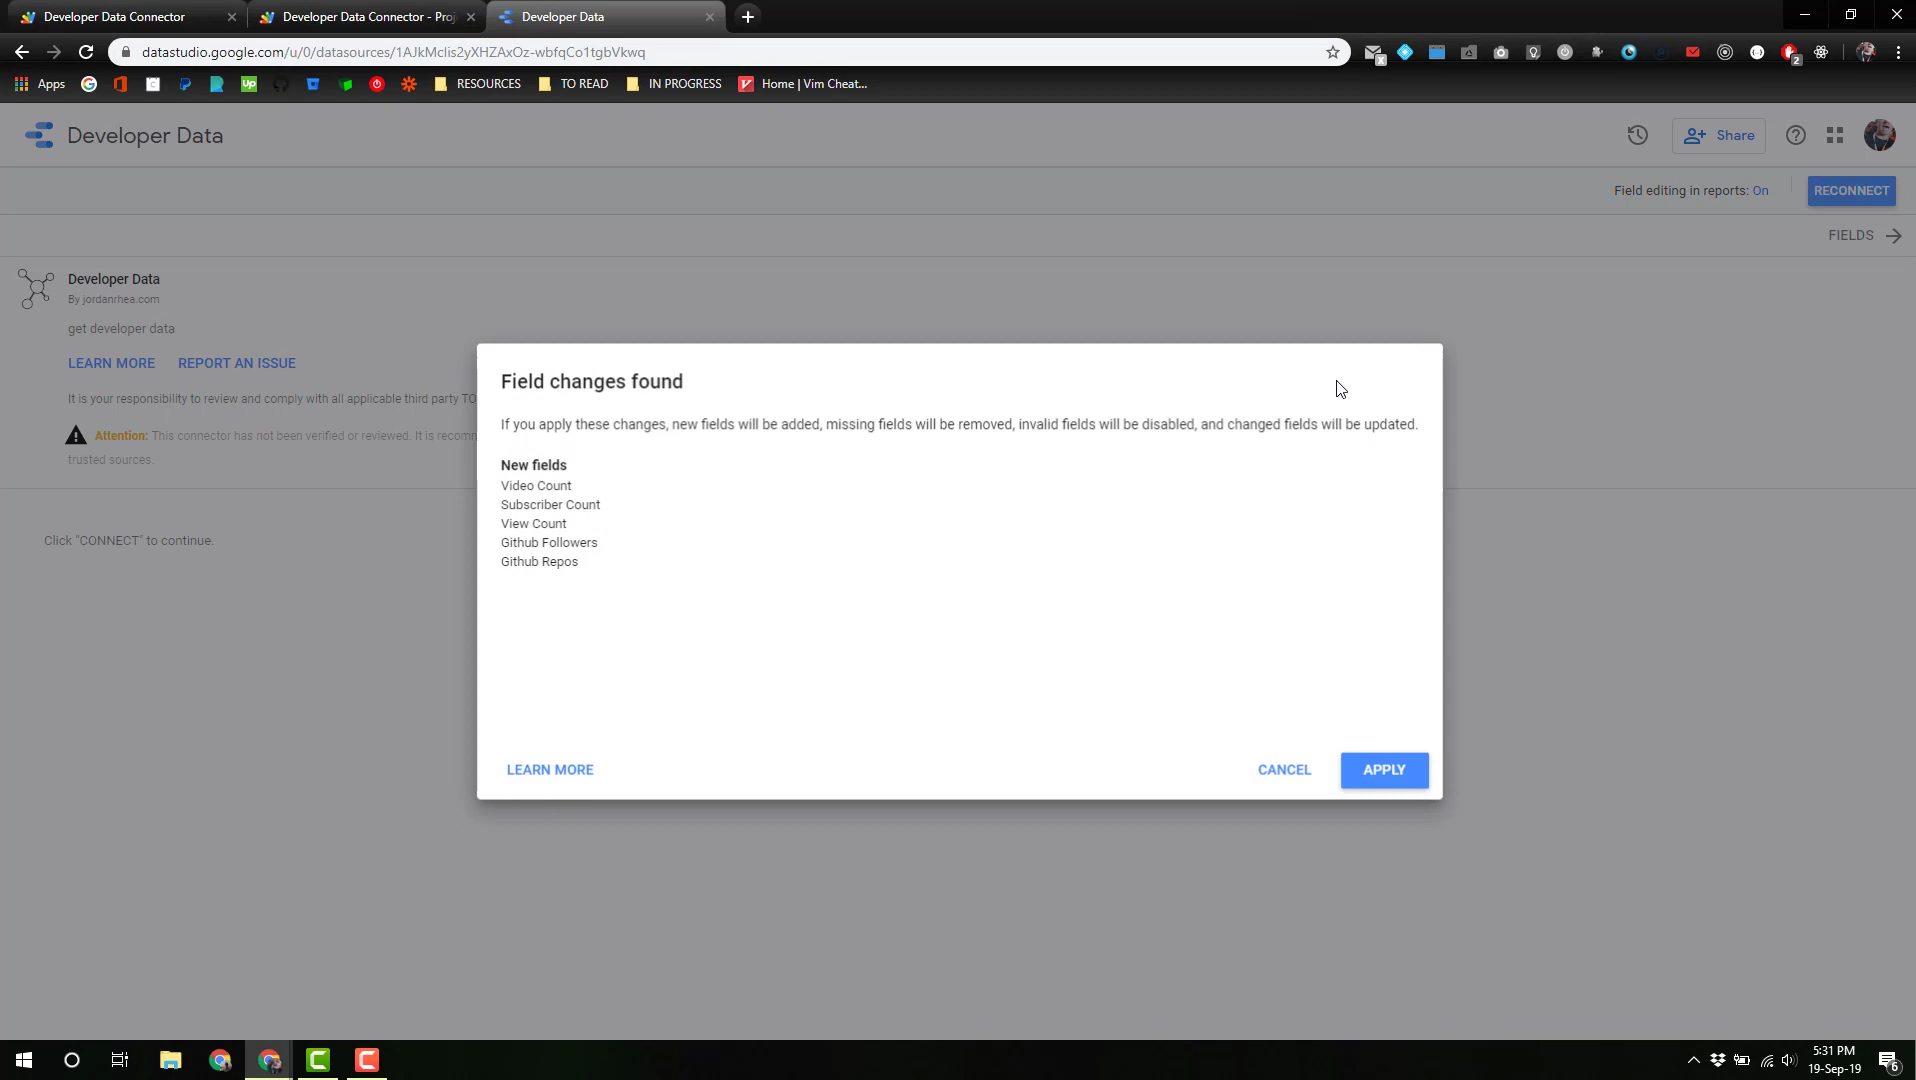 Developer Data Connector
Developer Data Connector - Proj
Developer Data
datastudio.google.com/u/0/datasources/1AJkMclis2yXHZAxOz-wbfqCo1tgbVkwq
Apps
Up
RESOURCES
TO READ
IN PROGRESS
Home | Vim Cheat...
Developer Data
Share
Field editing in reports: On
RECONNECT
FIELDS
Developer Data
By jordanrhea.com
get developer data
LEARN MORE
REPORT AN ISSUE
It is your responsibility to review and comply with all applicable third party TO
Attention: This connector has not been verified or reviewed. It is recomn
trusted sources.
Click "CONNECT" to continue.
Field changes found
If you apply these changes, new fields will be added, missing fields will be removed, invalid fields will be disabled, and changed fields will be updated.
New fields
Video Count
Subscriber Count
View Count
Github Followers
Github Repos
LEARN MORE
CANCEL
APPLY
5:31 PM
19-Sep-19
6